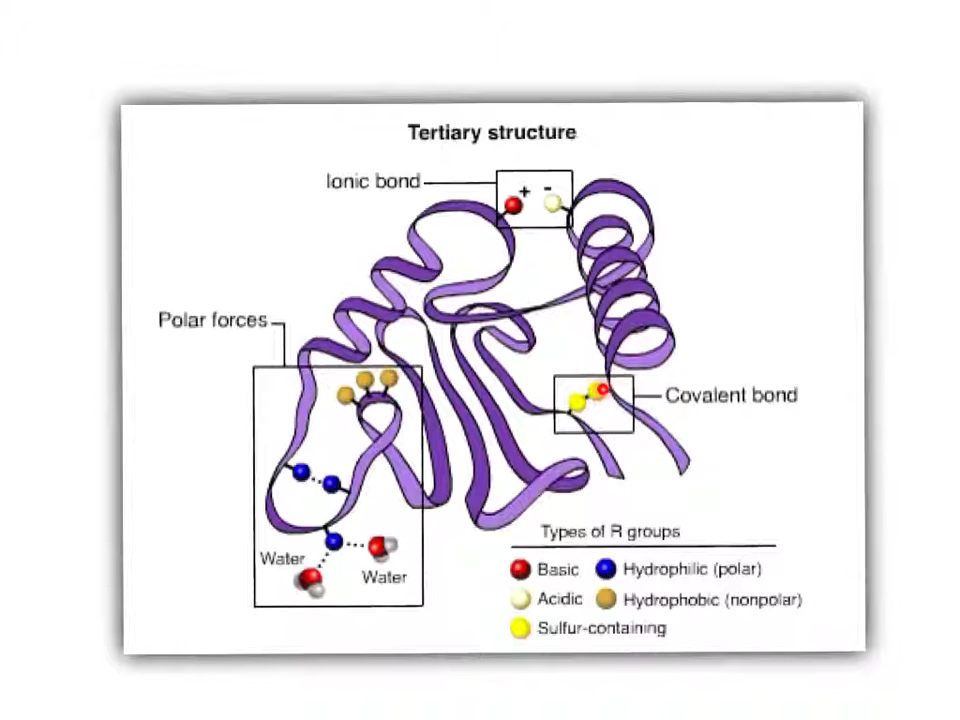 Tertiary structure
Ionic bond
+ -
Polar forces
Covalent bond
Water
Water
Types of R groups
Basic
Hydrophilic (polar)
Acidic
Hydrophobic (nonpolar)
Sulfur-containing